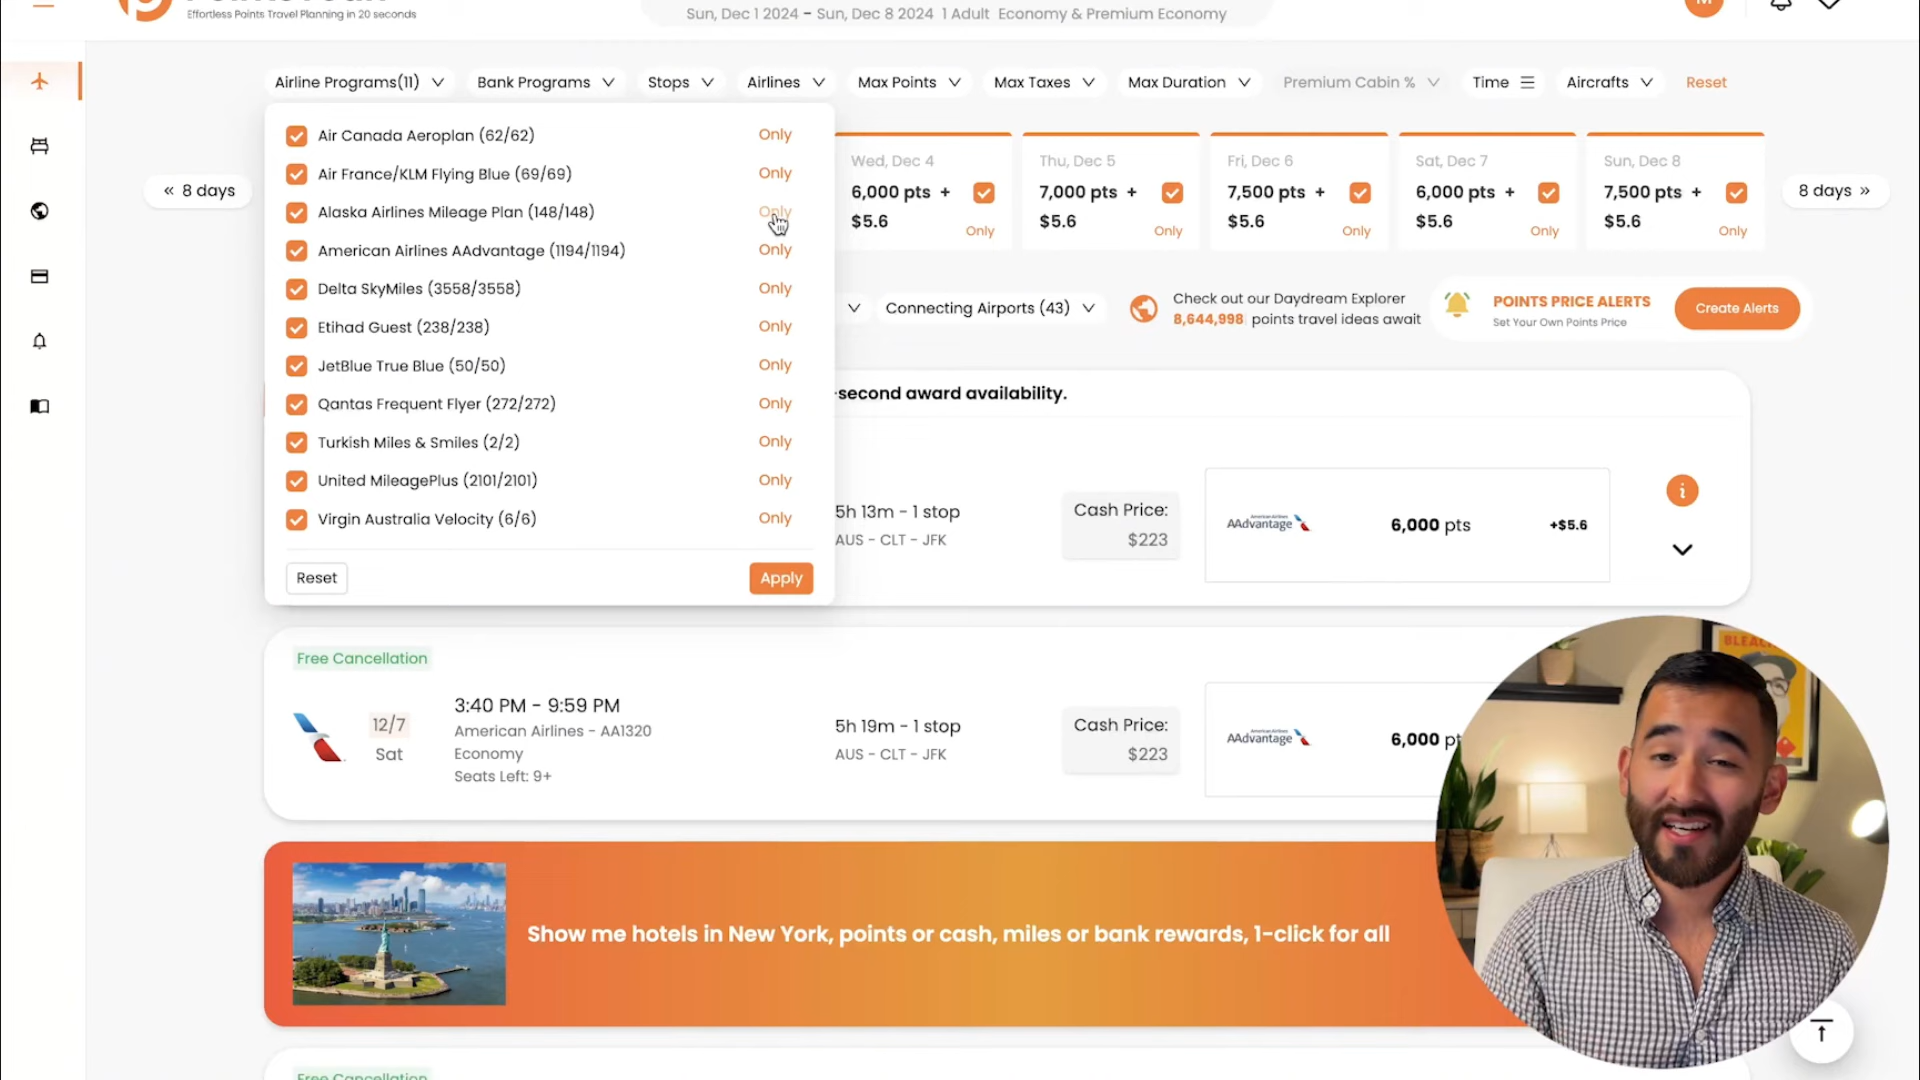 Effortless Points Travel Planning in 20 seconds
Sun, Dec 1 2024 - Sun, Dec 8 2024 1 Adult Economy & Premium Economy
Airline Programs(11)
Bank Programs
Stops
Airlines
Max Points
Max Taxes
Max Duration
Premium Cabin %
Time
Aircrafts
Reset
Air Canada Aeroplan (62/62) Only
Air France/KLM Flying Blue (69/69) Only
Alaska Airlines Mileage Plan (148/148) Only
American Airlines AAdvantage (1194/1194) Only
Delta SkyMiles (3558/3558) Only
Etihad Guest (238/238) Only
JetBlue True Blue (50/50) Only
Qantas Frequent Flyer (272/272) Only
Turkish Miles & Smiles (2/2) Only
United MileagePlus (2101/2101) Only
Virgin Australia Velocity (6/6) Only
Reset
Apply
« 8 days
Wed, Dec 4
6,000 pts +
$5.6
Only
Thu, Dec 5
7,000 pts +
$5.6
Only
Fri, Dec 6
7,500 pts +
$5.6
Only
Sat, Dec 7
6,000 pts +
$5.6
Only
Sun, Dec 8
7,500 pts +
$5.6
Only
8 days »
Connecting Airports (43)
Check out our Daydream Explorer
8,644,998 points travel ideas await
POINTS PRICE ALERTS
Set Your Own Points Price
Create Alerts
-second award availability.
5h 13m - 1 stop
AUS - CLT - JFK
Cash Price:
$223
American Airlines
AAdvantage
6,000 pts
+$5.6
Free Cancellation
12/7
Sat
3:40 PM - 9:59 PM
American Airlines - AA1320
Economy
Seats Left: 9+
5h 19m - 1 stop
AUS - CLT - JFK
Cash Price:
$223
American Airlines
AAdvantage
6,000
Show me hotels in New York, points or cash, miles or bank rewards, 1-click for all
Free Cancellation